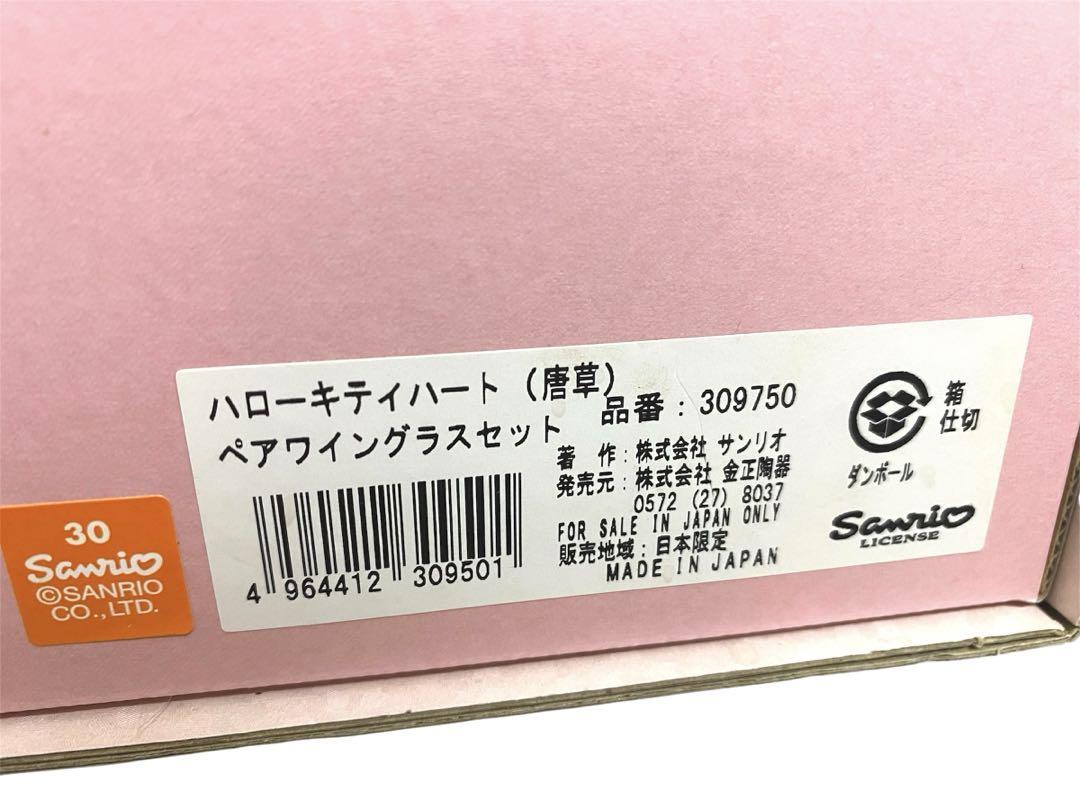 ハローキティハート (唐草)
ペアワイングラスセット
品番：309750
著　作：株式会社 サンリオ
発売元：株式会社 金正陶器
0572 (27) 8037
FOR SALE IN JAPAN ONLY
販売地域：日本限定
MADE IN JAPAN
4 964412 309501
箱
仕切
ダンボール
Sanrio
LICENSE
30
Sanrio
©SANRIO
CO.,LTD.